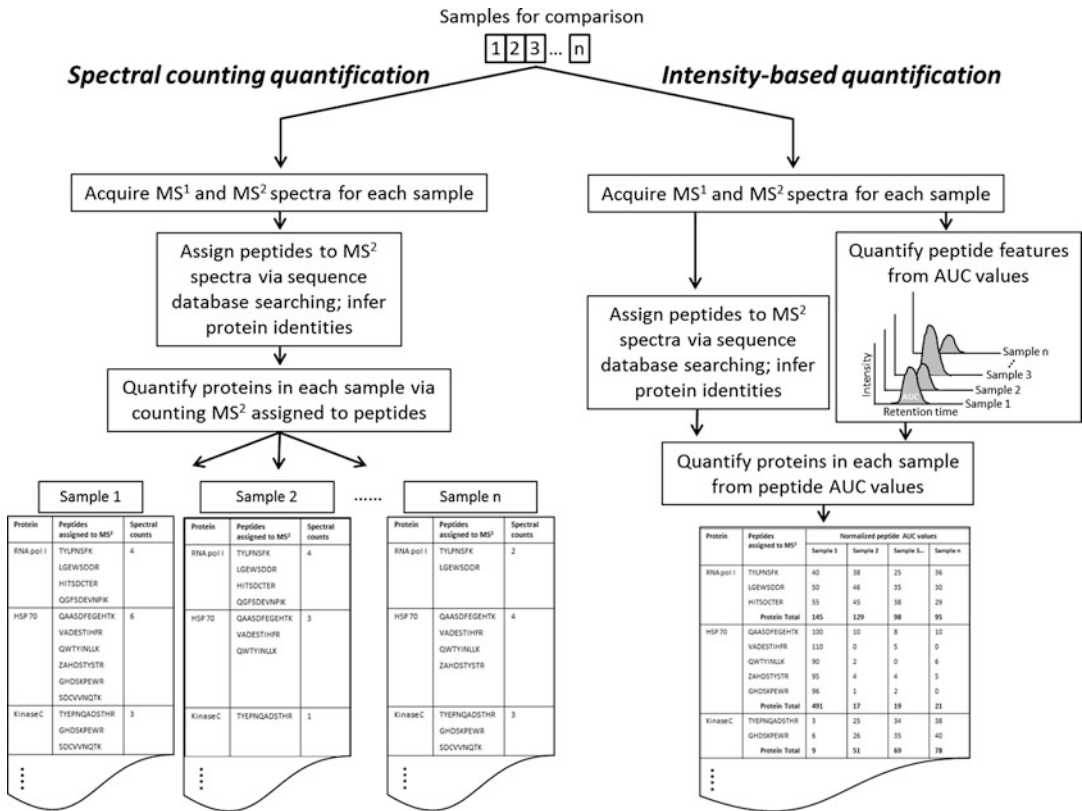 Samples for comparison
1 2 3 ... n
Spectral counting quantification
Intensity-based quantification
Acquire MS¹ and MS² spectra for each sample
Assign peptides to MS²
spectra via sequence
database searching; infer
protein identities
Quantify proteins in each sample via
counting MS² assigned to peptides
Sample 1
Protein Peptides assigned to MS² Spectral counts
RNA pol I TYLPNSFK 4
LGEWSDDR
HITSDCTER
QGFSDEVNPIK
HSP 70 QAASDFEGEHTK 6
VADESTIHFR
QWTYINLLK
ZAHDSTYSTR
GHDSKPEWR
SDCVVNQTK
Kinase C TYEPNQADSTHR 3
GHDSKPEWR
SDCVVNQTK
Sample 2
Protein Peptides assigned to MS² Spectral counts
RNA pol I TYLPNSFK 4
LGEWSDDR
HITSDCTER
QGFSDEVNPIK
HSP 70 QAASDFEGEHTK 3
VADESTIHFR
QWTYINLLK
Kinase C TYEPNQADSTHR 1
......
Sample n
Protein Peptides assigned to MS² Spectral counts
RNA pol I TYLPNSFK 2
LGEWSDDR
HSP 70 QAASDFEGEHTK 4
VADESTIHFR
QWTYINLLK
ZAHDSTYSTR
Kinase C TYEPNQADSTHR 3
GHDSKPEWR
SDCVVNQTK
Acquire MS¹ and MS² spectra for each sample
Assign peptides to MS²
spectra via sequence
database searching; infer
protein identities
Quantify peptide features
from AUC values
Intensity
AUC
Retention time
Sample n
Sample 3
Sample 2
Sample 1
Quantify proteins in each sample
from peptide AUC values
Protein Peptides assigned to MS² Normalized peptide AUC values
Sample 1 Sample 2 Sample 3... Sample n
RNA pol I TYLPNSFK 40 38 25 36
LGEWSDDR 50 46 35 30
HITSDCTER 55 45 38 29
Protein Total 145 129 98 95
HSP 70 QAASDFEGEHTK 100 10 8 10
VADESTIHFR 110 0 5 0
QWTYINLLK 90 2 0 6
ZAHDSTYSTR 95 4 4 5
GHDSKPEWR 96 1 2 0
Protein Total 491 17 19 21
Kinase C TYEPNQADSTHR 3 25 34 38
GHDSKPEWR 6 26 35 40
Protein Total 9 51 69 78